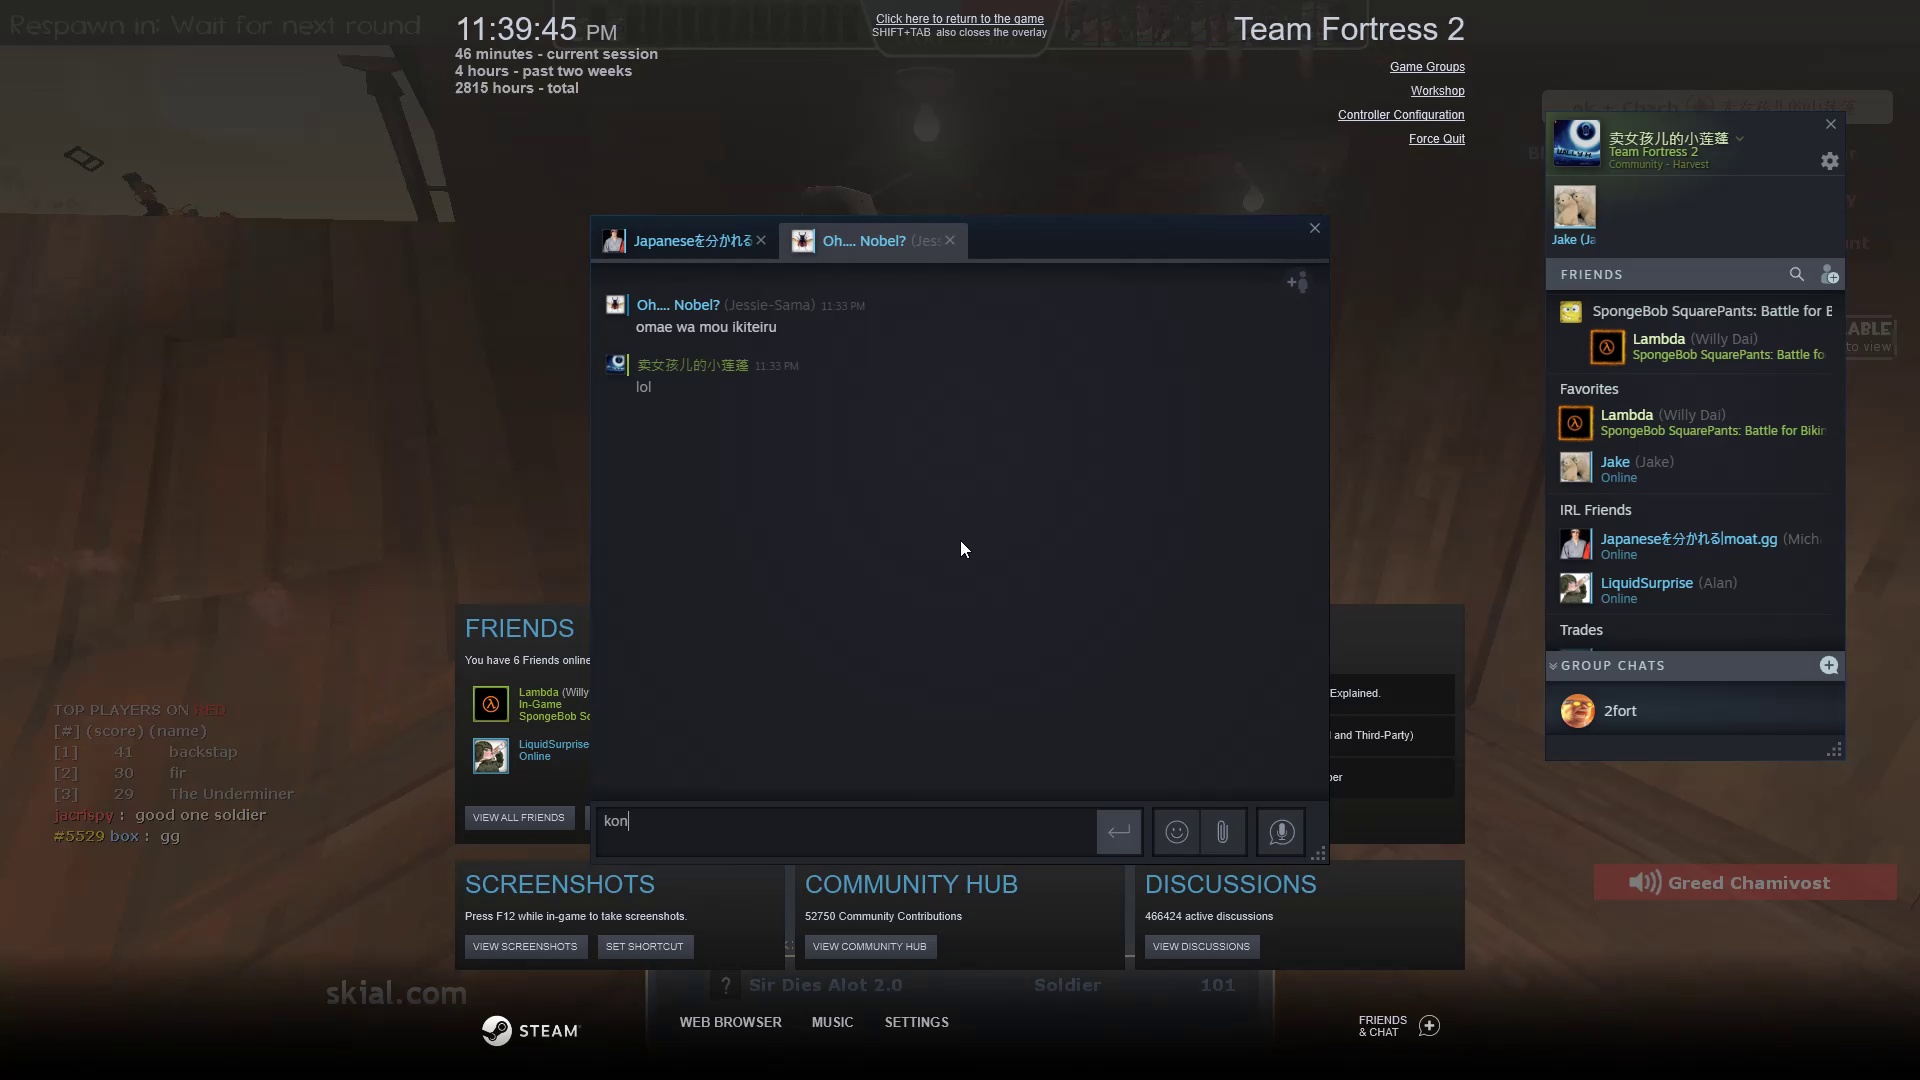 Respawn in: Wait for next round
11:39:45 PM
46 minutes - current session
4 hours - past two weeks
2815 hours - total
Click here to return to the game
SHIFT+TAB also closes the overlay
Team Fortress 2
Game Groups
Workshop
Controller Configuration
Force Quit
卖女孩儿的小莲蓬
Team Fortress 2
Community - Harvest
Jake (Ja
FRIENDS
SpongeBob SquarePants: Battle for B
Lambda (Willy Dai)
SpongeBob SquarePants: Battle fo
Favorites
Lambda (Willy Dai)
SpongeBob SquarePants: Battle for Bikin
Jake (Jake)
Online
IRL Friends
Japaneseを分かれる|moat.gg (Mich
Online
LiquidSurprise (Alan)
Online
Trades
GROUP CHATS
2fort
ABLE
to view
Japaneseを分かれる
Oh.... Nobel? (Jes
Oh.... Nobel? (Jessie-Sama) 11:33 PM
omae wa mou ikiteiru
卖女孩儿的小莲蓬 11:33 PM
lol
kon
FRIENDS
You have 6 Friends online
Lambda (Willy
In-Game
SpongeBob Sc
LiquidSurprise
Online
VIEW ALL FRIENDS
Explained.
and Third-Party)
TOP PLAYERS ON RED
[#] (score) (name)
[1] 41 backstap
[2] 30 fir
[3] 29 The Underminer
jacrispy : good one soldier
#5529 box : gg
SCREENSHOTS
Press F12 while in-game to take screenshots.
VIEW SCREENSHOTS
SET SHORTCUT
COMMUNITY HUB
52750 Community Contributions
VIEW COMMUNITY HUB
DISCUSSIONS
466424 active discussions
VIEW DISCUSSIONS
Greed Chamivost
skial.com
? Sir Dies Alot 2.0 Soldier 101
STEAM
WEB BROWSER
MUSIC
SETTINGS
FRIENDS
& CHAT